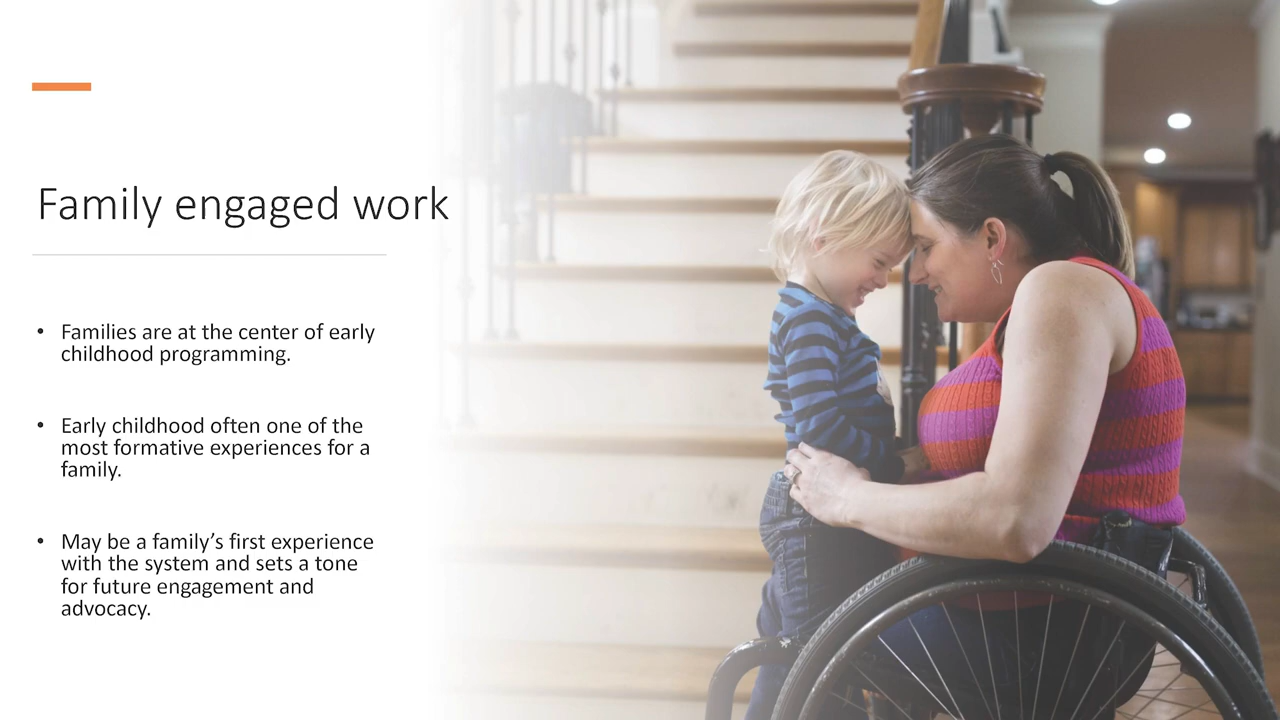 Family engaged work
• Families are at the center of early
childhood programming.
• Early childhood often one of the
most formative experiences for a
family.
• May be a family’s first experience
with the system and sets a tone
for future engagement and
advocacy.